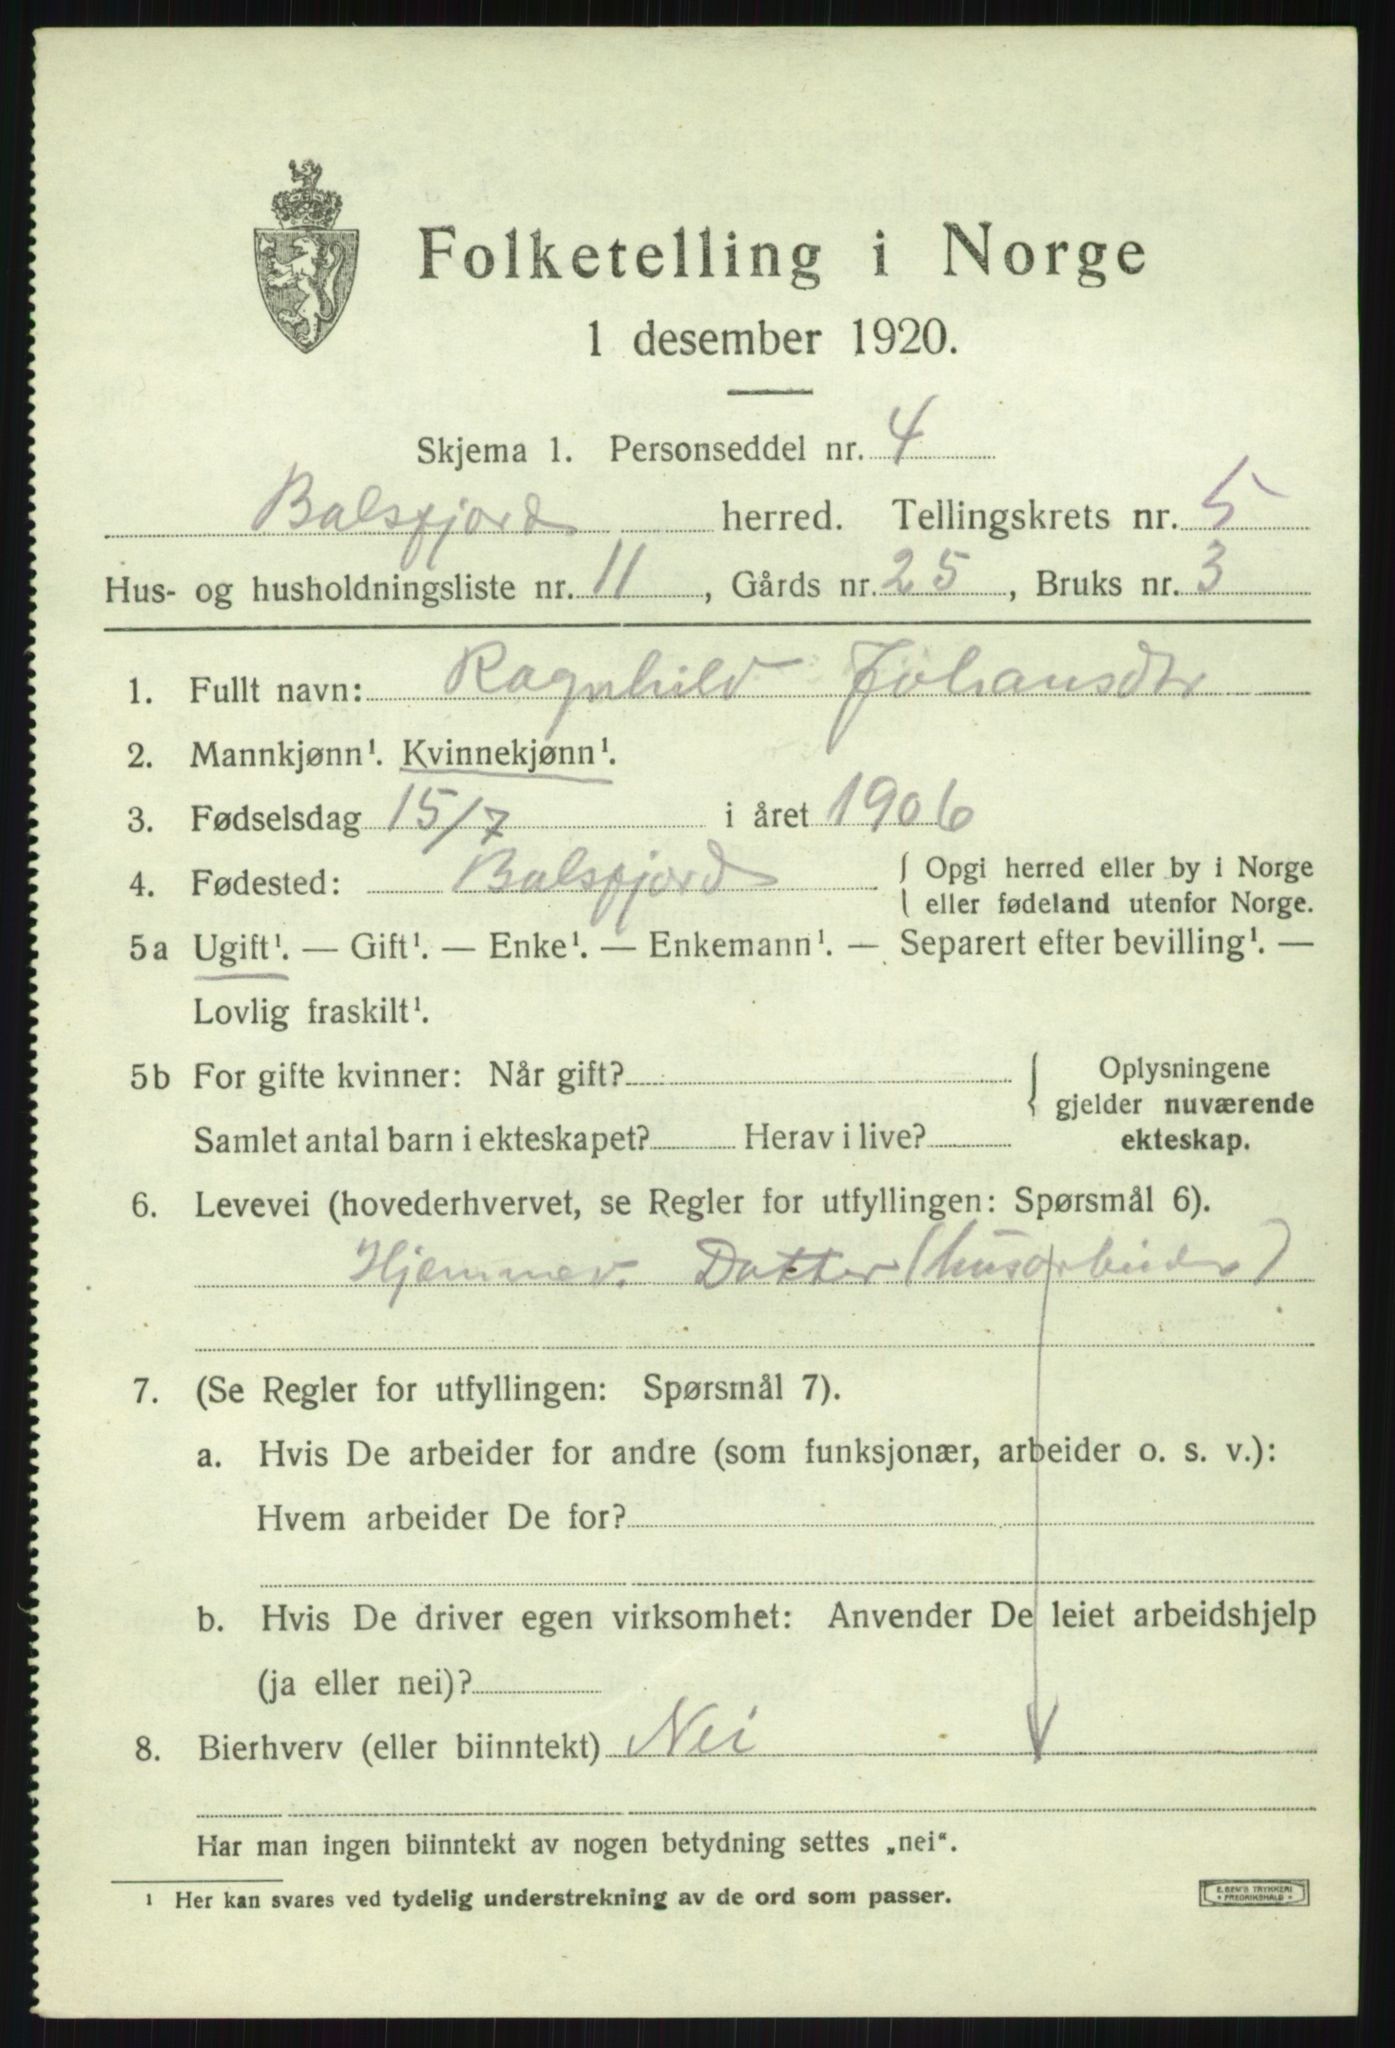 Folketelling i Norge
1 desember 1920.
Skjema 1. Personseddel nr. 4
Balsfjord herred. Tellingskrets nr. 5
Hus- og husholdningsliste nr. 11, Gårds nr. 25, Bruks nr. 3
1. Fullt navn: Ragnhild Johansdtr
2. Mannkjønn¹. Kvinnekjønn¹.
3. Fødselsdag 15/7 i året 1906
4. Fødested: Balsfjord { Opgi herred eller by i Norge
eller fødeland utenfor Norge.
5a Ugift¹. — Gift¹. — Enke¹. — Enkemann¹. — Separert efter bevilling¹. —
Lovlig fraskilt¹.
5b For gifte kvinner: Når gift? { Oplysningene
gjelder nuværende
Samlet antal barn i ekteskapet? Herav i live? ekteskap.
6. Levevei (hovederhvervet, se Regler for utfyllingen: Spørsmål 6).
Hjemmev. Datter (husarbeider)
7. (Se Regler for utfyllingen: Spørsmål 7).
a. Hvis De arbeider for andre (som funksjonær, arbeider o. s. v.):
Hvem arbeider De for?
b. Hvis De driver egen virksomhet: Anvender De leiet arbeidshjelp
(ja eller nei)?
8. Bierhverv (eller biinntekt) Nei
Har man ingen biinntekt av nogen betydning settes „nei“.
¹ Her kan svares ved tydelig understrekning av de ord som passer.
E. SEM'S TRYKKERI
FREDRIKSHALD